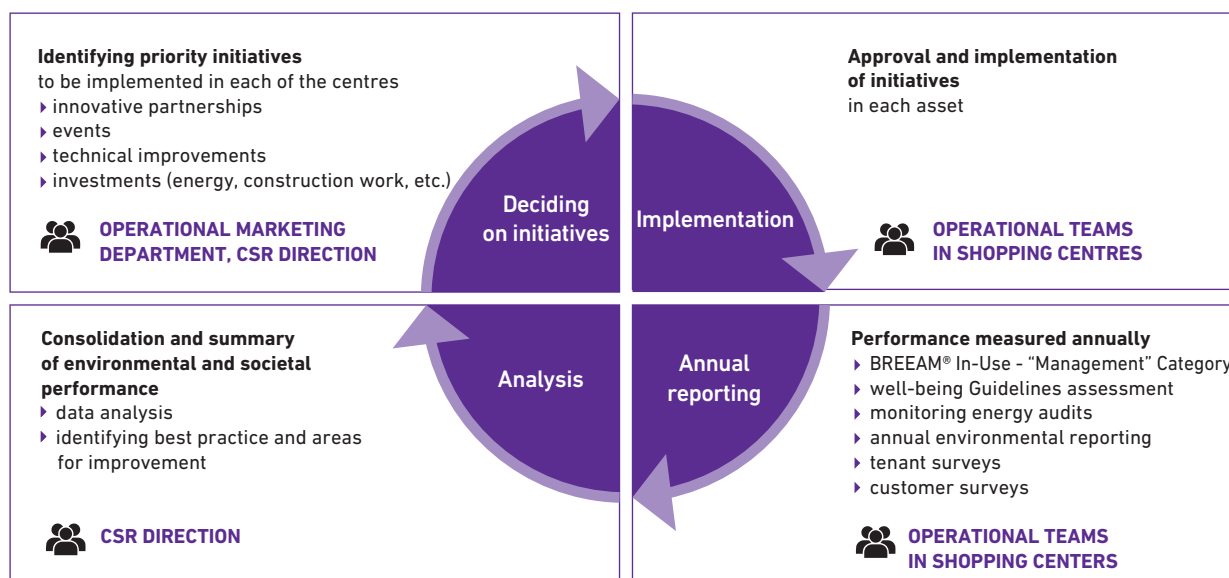 Identifying priority initiatives
to be implemented in each of the centres
innovative partnerships
events
technical improvements
investments (energy, construction work, etc.)
OPERATIONAL MARKETING
DEPARTMENT, CSR DIRECTION
Deciding
on initiatives
Approval and implementation
of initiatives
in each asset
Implementation
OPERATIONAL TEAMS
IN SHOPPING CENTRES
Consolidation and summary
of environmental and societal
performance
data analysis
identifying best practice and areas
for improvement
CSR DIRECTION
Analysis
Annual
reporting
Performance measured annually
BREEAM® In-Use - “Management” Category
well-being Guidelines assessment
monitoring energy audits
annual environmental reporting
tenant surveys
customer surveys
OPERATIONAL TEAMS
IN SHOPPING CENTERS